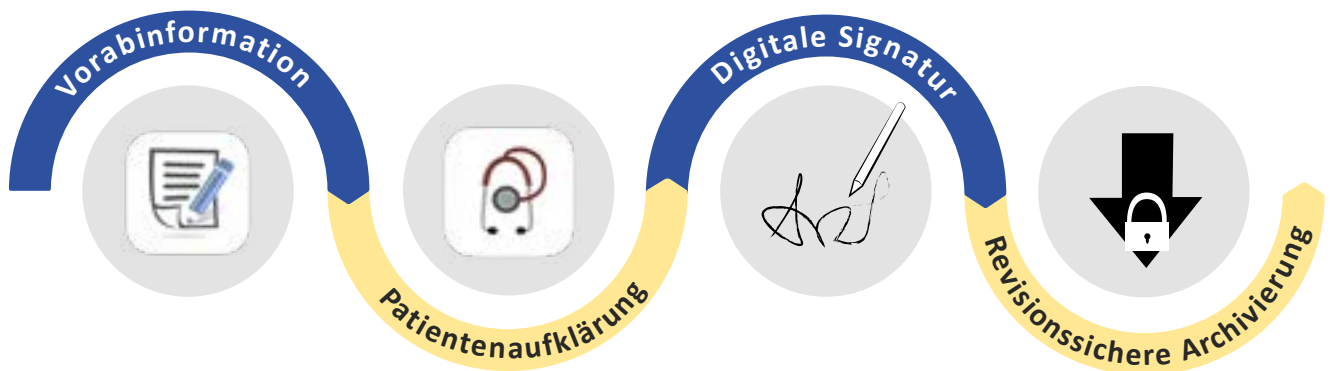 Vorabinformation
Patientenaufklärung
Digitale Signatur
Revisionssichere Archivierung